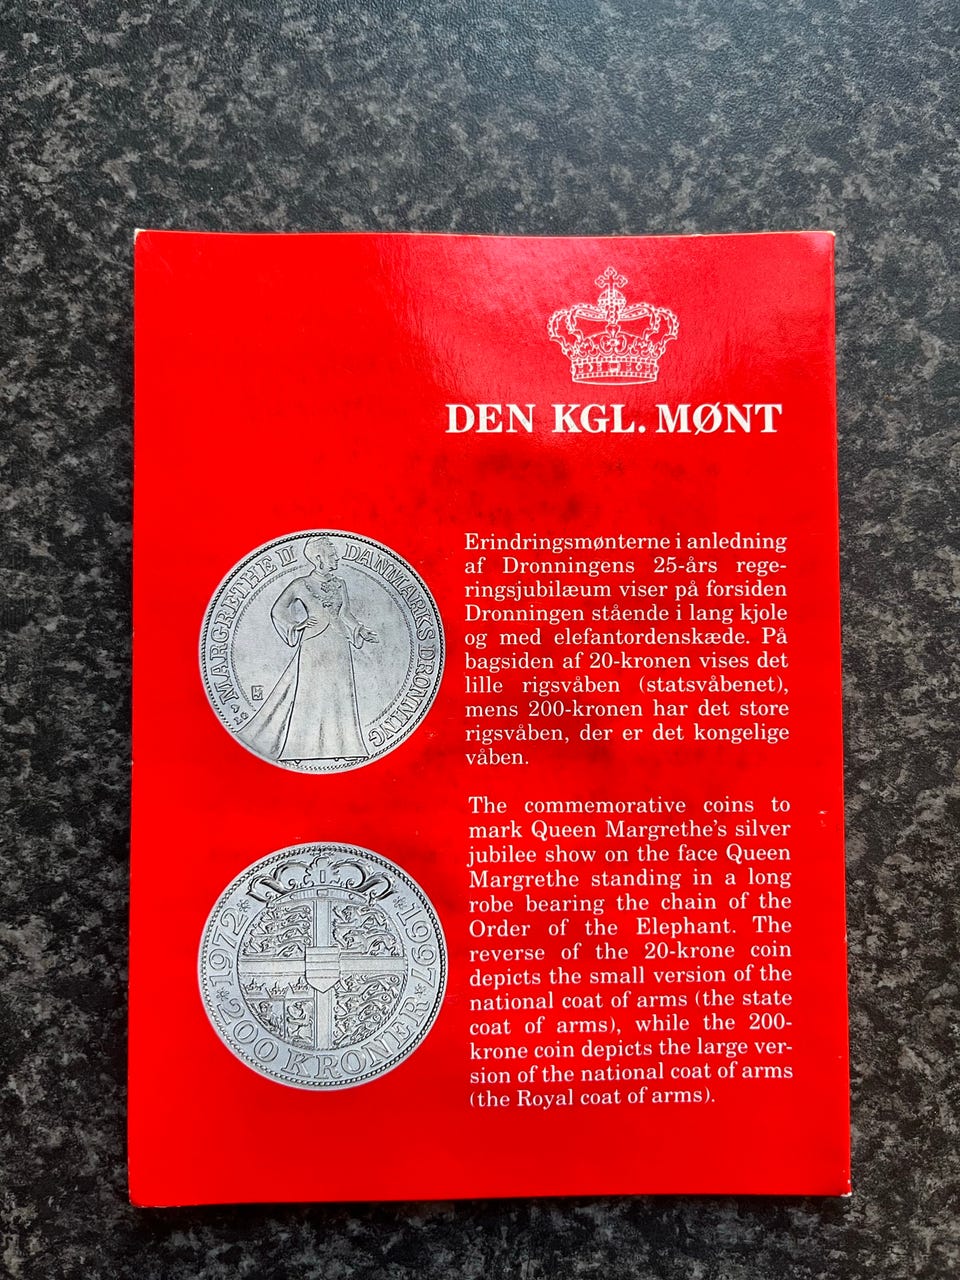 DEN KGL. MØNT
MARGRETHE II DANMARKS DRONNING
Erindringsmønterne i anledning
af Dronningens 25-års rege-
ringsjubilæum viser på forsiden
Dronningen stående i lang kjole
og med elefantordenskæde. På
bagsiden af 20-kronen vises det
lille rigsvåben (statsvåbenet),
mens 200-kronen har det store
rigsvåben, der er det kongelige
våben.
1972 * 1997
* 200 KRONER *
The commemorative coins to
mark Queen Margrethe's silver
jubilee show on the face Queen
Margrethe standing in a long
robe bearing the chain of the
Order of the Elephant. The
reverse of the 20-krone coin
depicts the small version of the
national coat of arms (the state
coat of arms), while the 200-
krone coin depicts the large ver-
sion of the national coat of arms
(the Royal coat of arms).